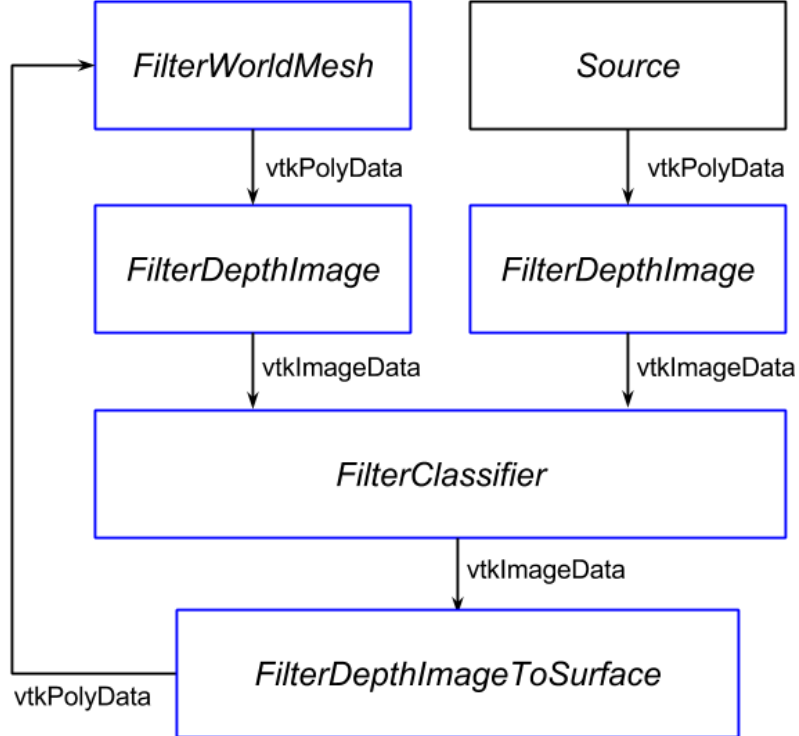 FilterWorldMesh
Source
vtkPolyData
vtkPolyData
FilterDepthImage
FilterDepthImage
vtkImageData
vtkImageData
FilterClassifier
vtkImageData
FilterDepthImageToSurface
vtkPolyData